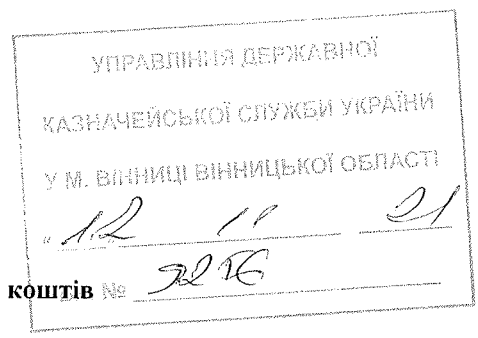 УПРАВЛІННЯ ДЕРЖАВНОЇ
КАЗНАЧЕЙСЬКОЇ СЛУЖБИ УКРАЇНИ
У М. ВІННИЦІ ВІННИЦЬКОЇ ОБЛАСТІ
" 12 11 21
коштів №